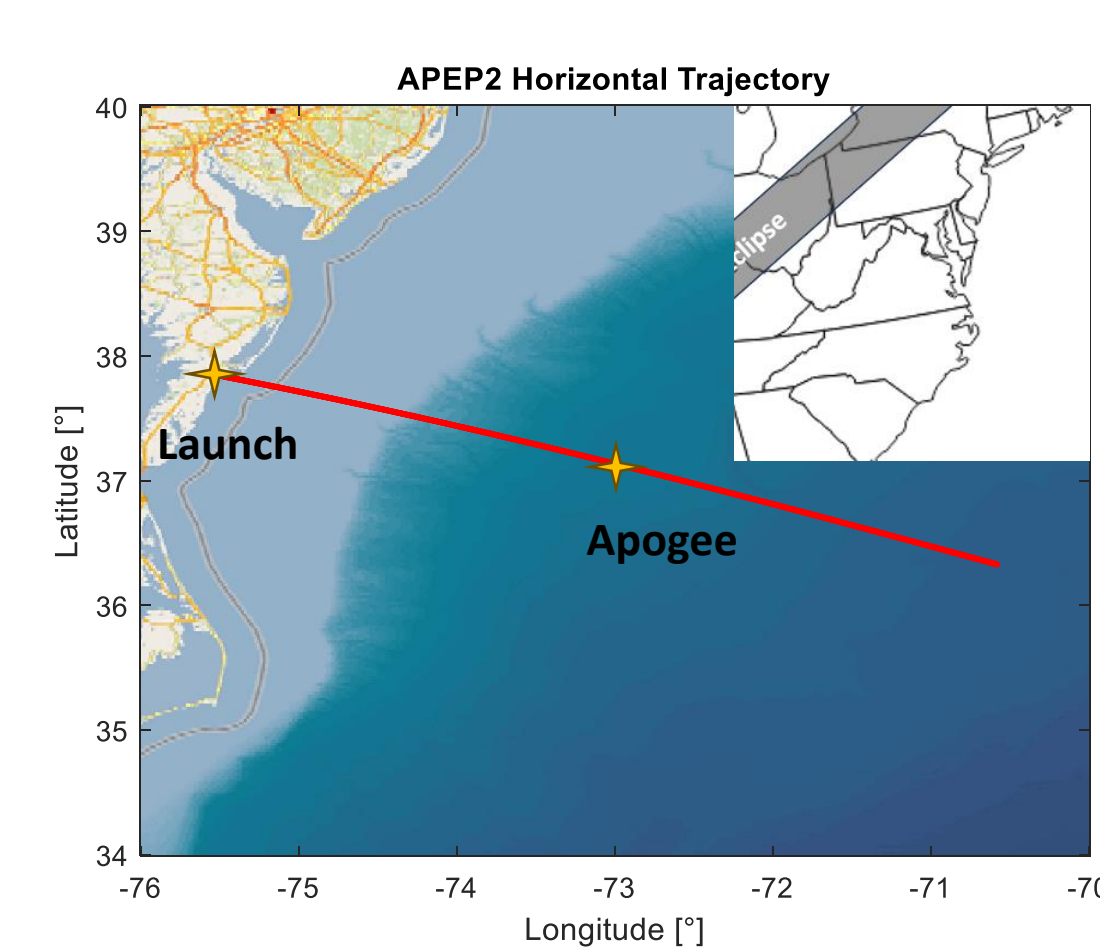 APEP2 Horizontal Trajectory
40
39
38
37
36
35
34
Latitude [°]
clipse
Launch
Apogee
-76
-75
-74
-73
-72
-71
-70
Longitude [°]